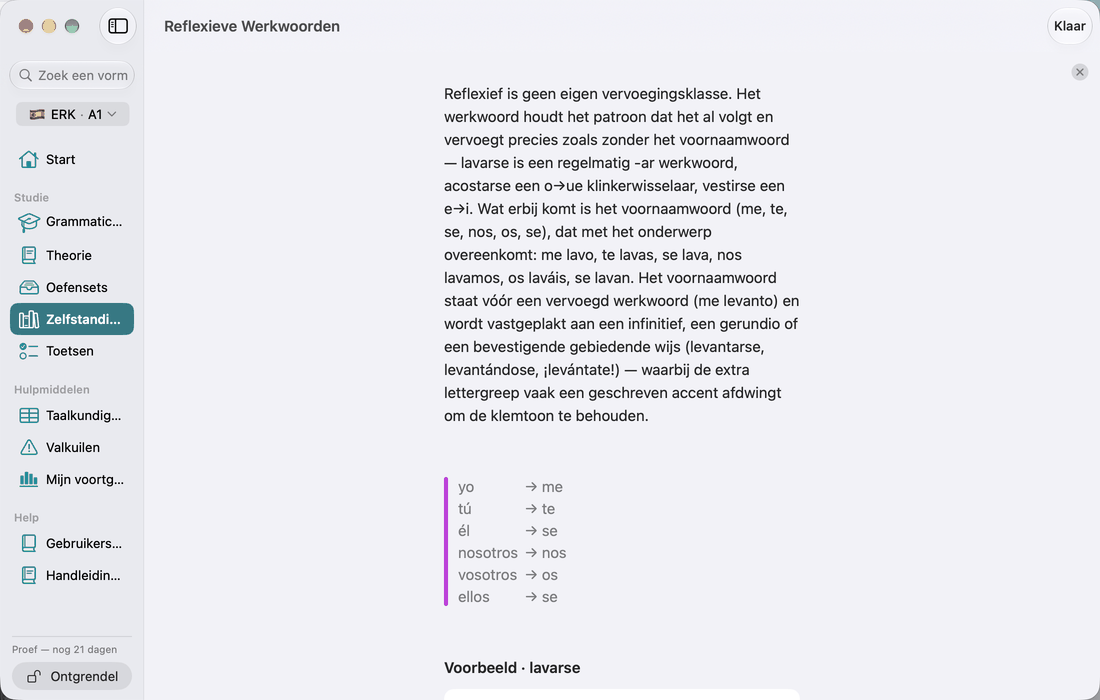 Reflexieve Werkwoorden
Klaar
Zoek een vorm
ERK · A1
Start
Studie
Grammatic...
Theorie
Oefensets
Zelfstandi...
Toetsen
Hulpmiddelen
Taalkundig...
Valkuilen
Mijn voortg...
Help
Gebruikers...
Handleidin...
Proef — nog 21 dagen
Ontgrendel
Reflexief is geen eigen vervoegingsklasse. Het
werkwoord houdt het patroon dat het al volgt en
vervoegt precies zoals zonder het voornaamwoord
— lavarse is een regelmatig -ar werkwoord,
acostarse een o→ue klinkerwisselaar, vestirse een
e→i. Wat erbij komt is het voornaamwoord (me, te,
se, nos, os, se), dat met het onderwerp
overeenkomt: me lavo, te lavas, se lava, nos
lavamos, os laváis, se lavan. Het voornaamwoord
staat vóór een vervoegd werkwoord (me levanto) en
wordt vastgeplakt aan een infinitief, een gerundio of
een bevestigende gebiedende wijs (levantarse,
levantándose, ¡levántate!) — waarbij de extra
lettergreep vaak een geschreven accent afdwingt
om de klemtoon te behouden.
yo → me
tú → te
él → se
nosotros → nos
vosotros → os
ellos → se
Voorbeeld · lavarse